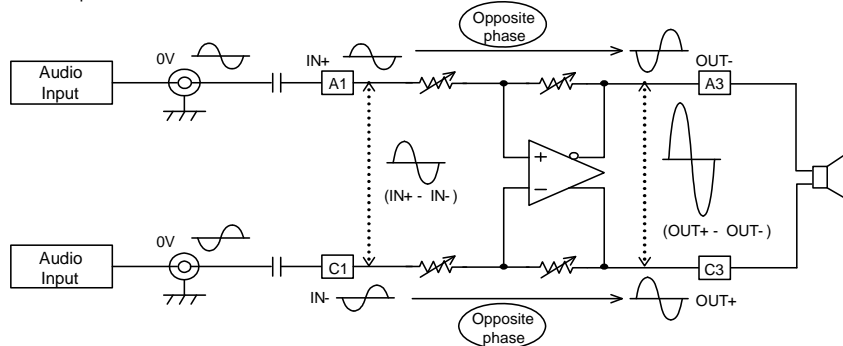 Opposite
phase
0V
IN+
OUT-
Audio
Input
A1
A3
+
−
(IN+ - IN-)
(OUT+ - OUT-)
0V
Audio
Input
C1
C3
IN-
OUT+
Opposite
phase